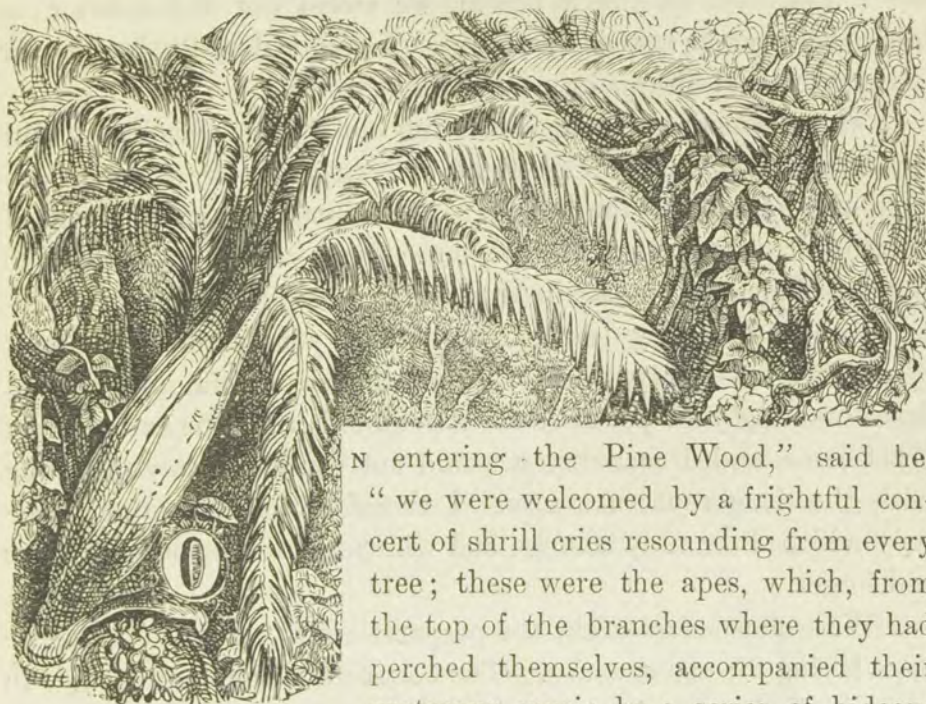 ON entering the Pine Wood,” said he
“ we were welcomed by a frightful con-
cert of shrill cries resounding from every
tree ; these were the apes, which, from
the top of the branches where they had
perched themselves, accompanied their